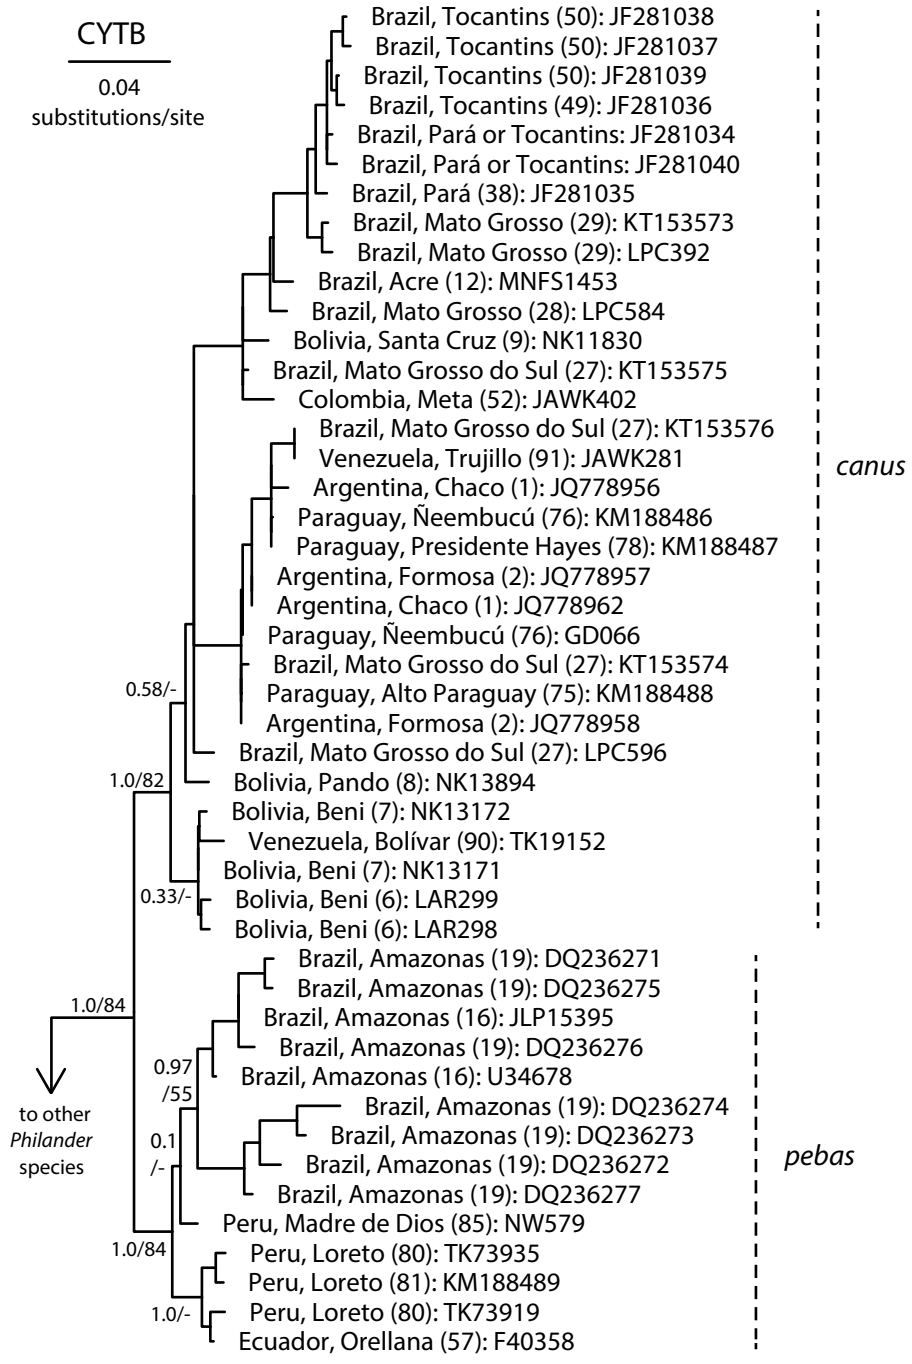 CYTB
0.04
substitutions/site
Brazil, Tocantins (50): JF281038
Brazil, Tocantins (50): JF281037
Brazil, Tocantins (50): JF281039
Brazil, Tocantins (49): JF281036
Brazil, Pará or Tocantins: JF281034
Brazil, Pará or Tocantins: JF281040
Brazil, Pará (38): JF281035
Brazil, Mato Grosso (29): KT153573
Brazil, Mato Grosso (29): LPC392
Brazil, Acre (12): MNFS1453
Brazil, Mato Grosso (28): LPC584
Bolivia, Santa Cruz (9): NK11830
Brazil, Mato Grosso do Sul (27): KT153575
Colombia, Meta (52): JAWK402
Brazil, Mato Grosso do Sul (27): KT153576
Venezuela, Trujillo (91): JAWK281
canus
Argentina, Chaco (1): JQ778956
Paraguay, Ñeembucú (76): KM188486
Paraguay, Presidente Hayes (78): KM188487
Argentina, Formosa (2): JQ778957
Argentina, Chaco (1): JQ778962
Paraguay, Ñeembucú (76): GD066
Brazil, Mato Grosso do Sul (27): KT153574
0.58/-
Paraguay, Alto Paraguay (75): KM188488
Argentina, Formosa (2): JQ778958
Brazil, Mato Grosso do Sul (27): LPC596
1.0/82
Bolivia, Pando (8): NK13894
Bolivia, Beni (7): NK13172
Venezuela, Bolívar (90): TK19152
Bolivia, Beni (7): NK13171
0.33/-
Bolivia, Beni (6): LAR299
Bolivia, Beni (6): LAR298
Brazil, Amazonas (19): DQ236271
Brazil, Amazonas (19): DQ236275
1.0/84
Brazil, Amazonas (16): JLP15395
Brazil, Amazonas (19): DQ236276
0.97
/55
Brazil, Amazonas (16): U34678
to other
Philander
species
Brazil, Amazonas (19): DQ236274
Brazil, Amazonas (19): DQ236273
0.1
/-
Brazil, Amazonas (19): DQ236272
pebas
Brazil, Amazonas (19): DQ236277
Peru, Madre de Dios (85): NW579
1.0/84
Peru, Loreto (80): TK73935
Peru, Loreto (81): KM188489
1.0/-
Peru, Loreto (80): TK73919
Ecuador, Orellana (57): F40358